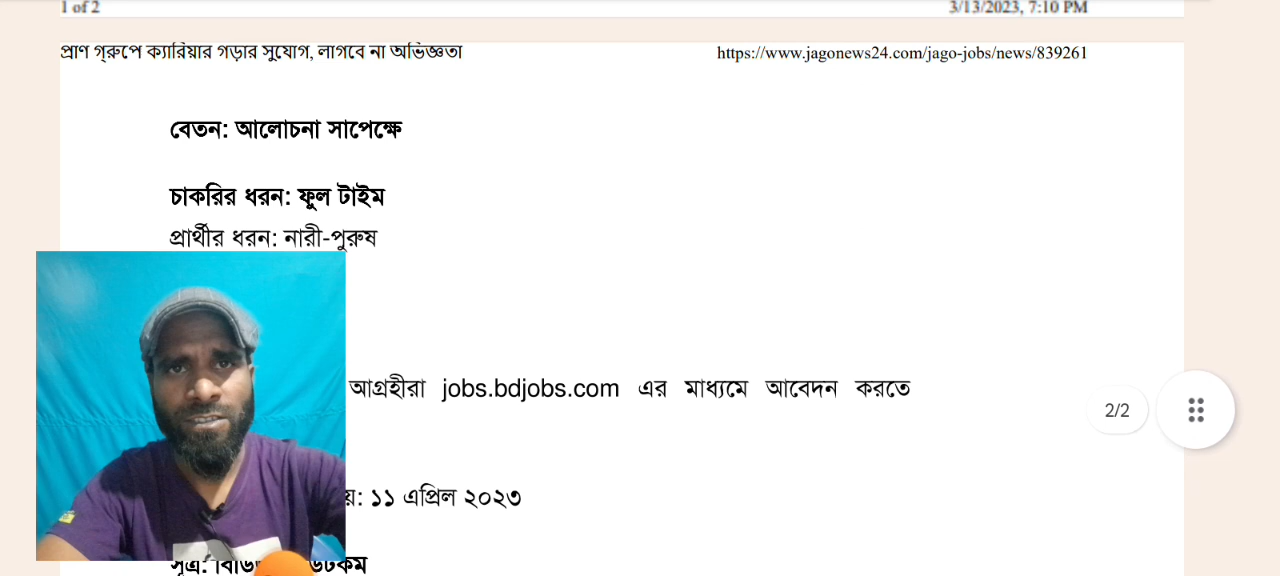 1 of 2 3/13/2023, 7:10 PM
প্রাণ গ্রুপে ক্যারিয়ার গড়ার সুযোগ, লাগবে না অভিজ্ঞতা https://www.jagonews24.com/jago-jobs/news/839261
বেতন: আলোচনা সাপেক্ষে
চাকরির ধরন: ফুল টাইম
প্রার্থীর ধরন: নারী-পুরুষ
আগ্রহীরা jobs.bdjobs.com এর মাধ্যমে আবেদন করতে
2/2
য়: ১১ এপ্রিল ২০২৩
সূত্র: